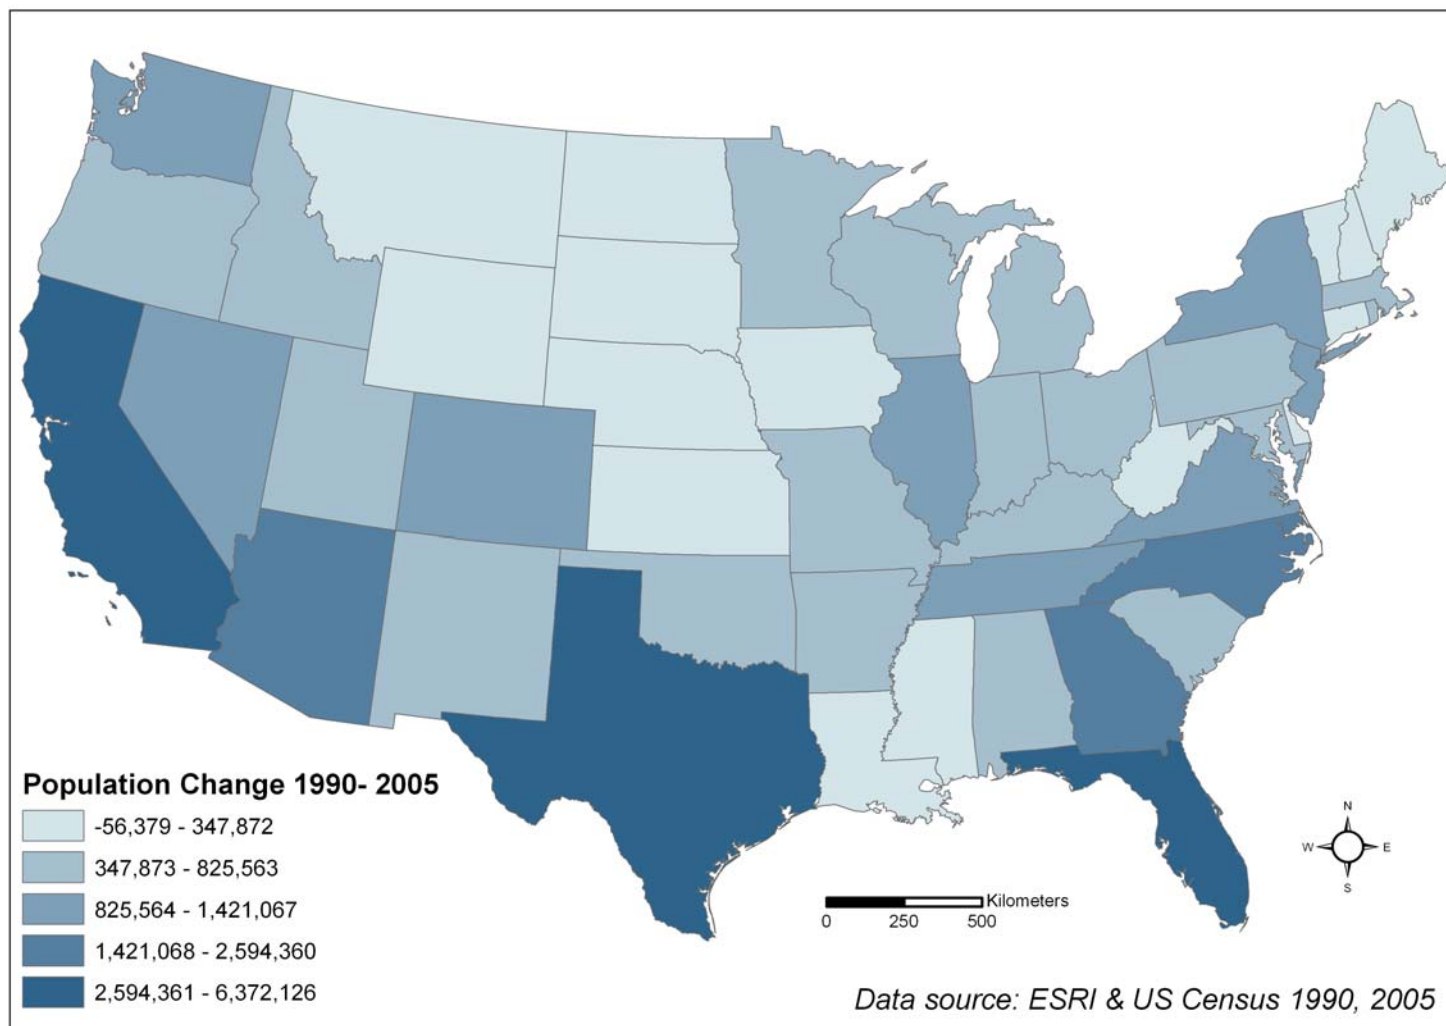 Population Change 1990- 2005
-56,379 - 347,872
347,873 - 825,563
825,564 - 1,421,067
1,421,068 - 2,594,360
2,594,361 - 6,372,126
N
W E
S
Kilometers
0 250 500
Data source: ESRI & US Census 1990, 2005